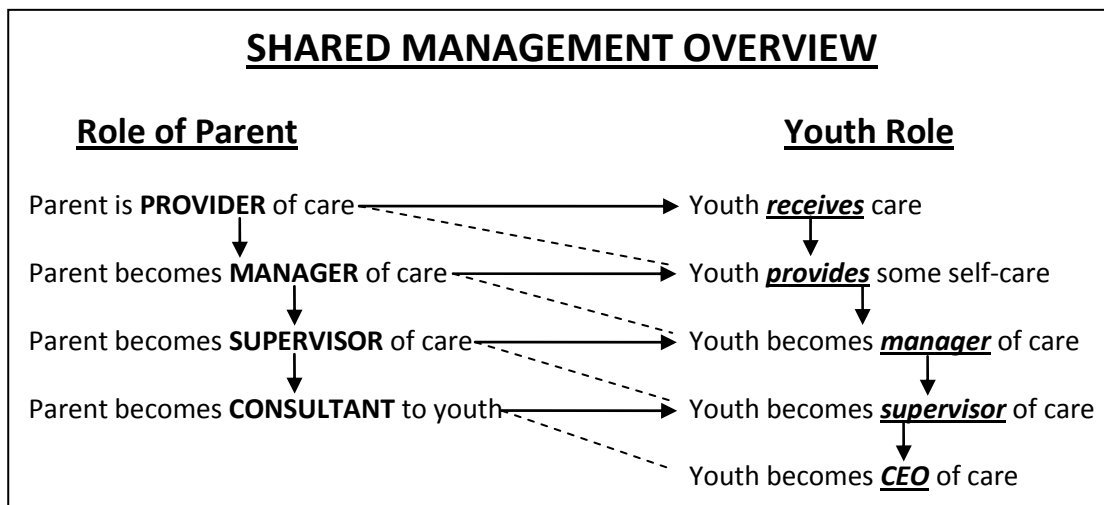 SHARED MANAGEMENT OVERVIEW
Role of Parent
Youth Role
Parent is PROVIDER of care
Youth receives care
Parent becomes MANAGER of care
Youth provides some self-care
Parent becomes SUPERVISOR of care
Youth becomes manager of care
Parent becomes CONSULTANT to youth
Youth becomes supervisor of care
Youth becomes CEO of care